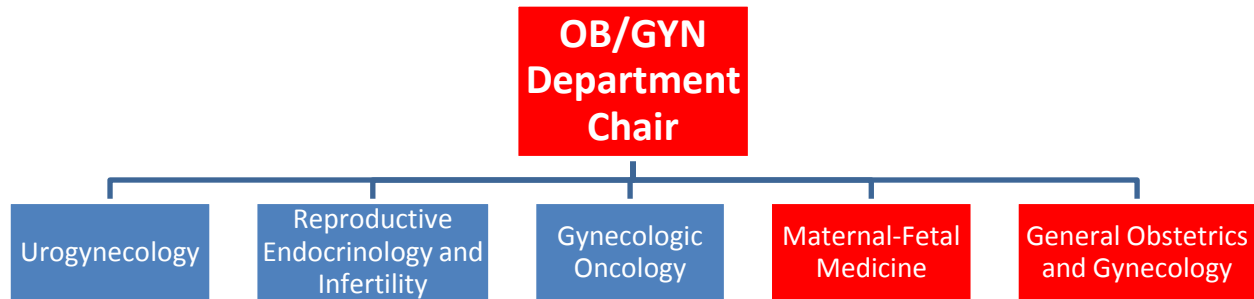 OB/GYN
Department
Chair
Urogynecology
Reproductive
Endocrinology and
Infertility
Gynecologic
Oncology
Maternal-Fetal
Medicine
General Obstetrics
and Gynecology